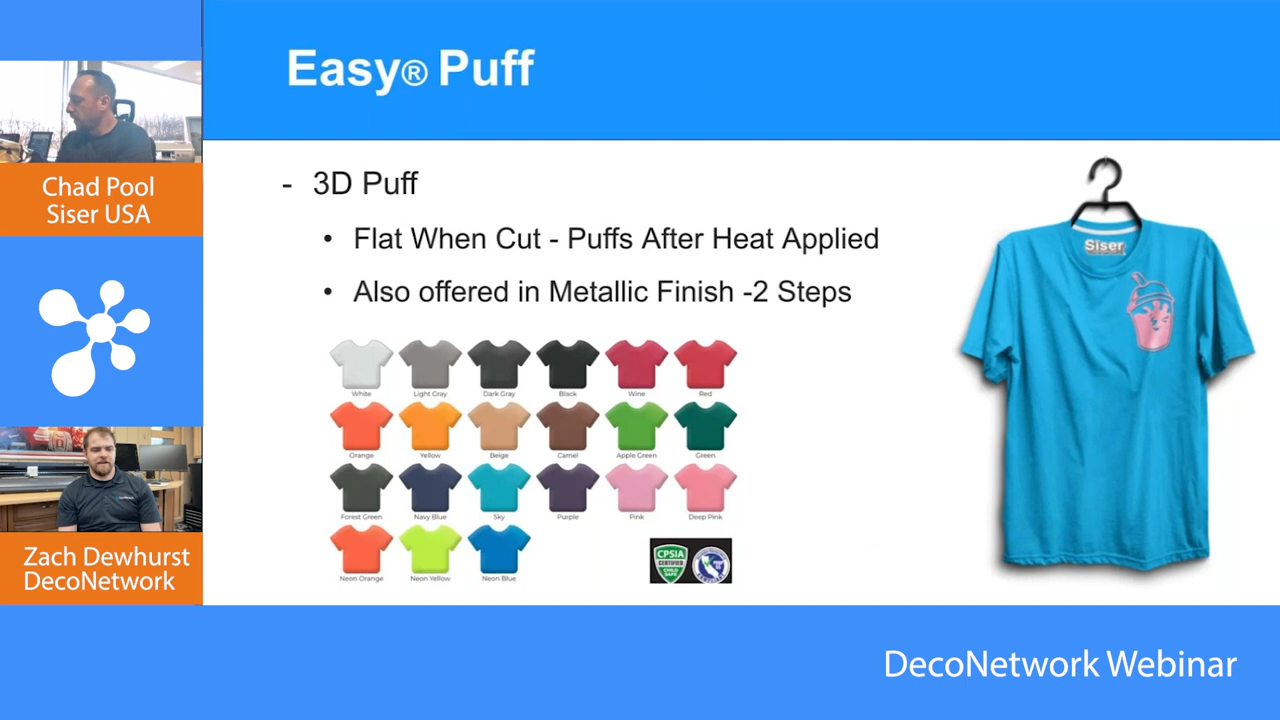 Easy® Puff
Chad Pool
Siser USA
- 3D Puff
• Flat When Cut - Puffs After Heat Applied
• Also offered in Metallic Finish -2 Steps
Siser
White Light Gray Dark Gray Black Wine Red
Orange Yellow Beige Camel Apple Green Green
Forest Green Navy Blue Sky Purple Pink Deep Pink
Neon Orange Neon Yellow Neon Blue
CPSIA
CERTIFIED
CHILD
SAFE
Zach Dewhurst
DecoNetwork
DecoNetwork Webinar